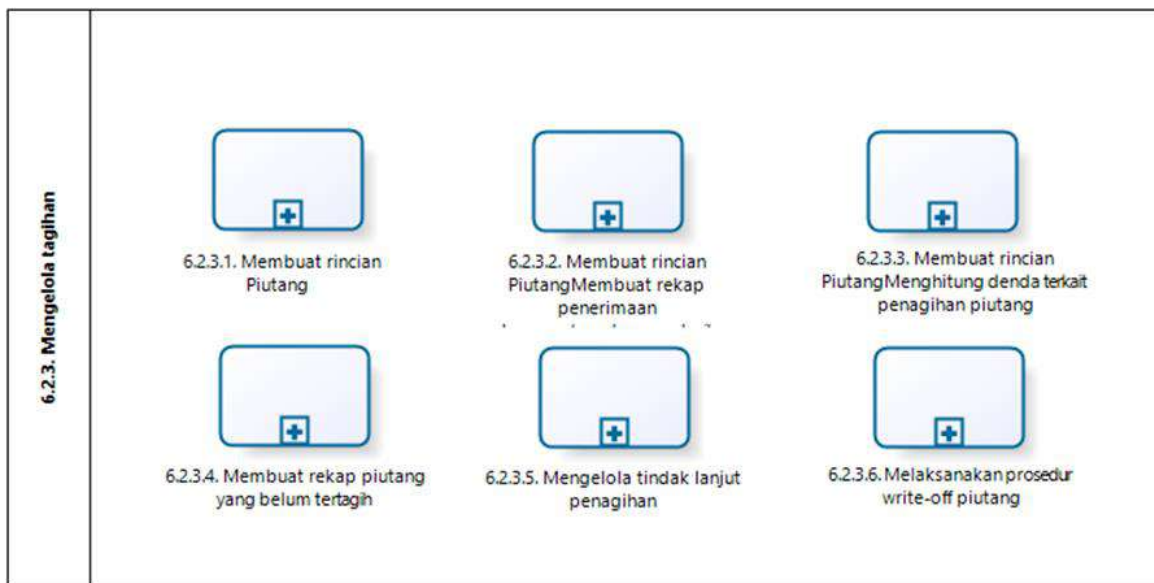 6.2.3. Mengelola tagihan
6.2.3.1. Membuat rincian
Piutang
6.2.3.2. Membuat rincian
PiutangMembuat rekap
penerimaan
6.2.3.3. Membuat rincian
PiutangMenghitung denda terkait
penagihan piutang
6.2.3.4. Membuat rekap piutang
yang belum tertagih
6.2.3.5. Mengelola tindak lanjut
penagihan
6.2.3.6. Melaksanakan prosedur
write-off piutang